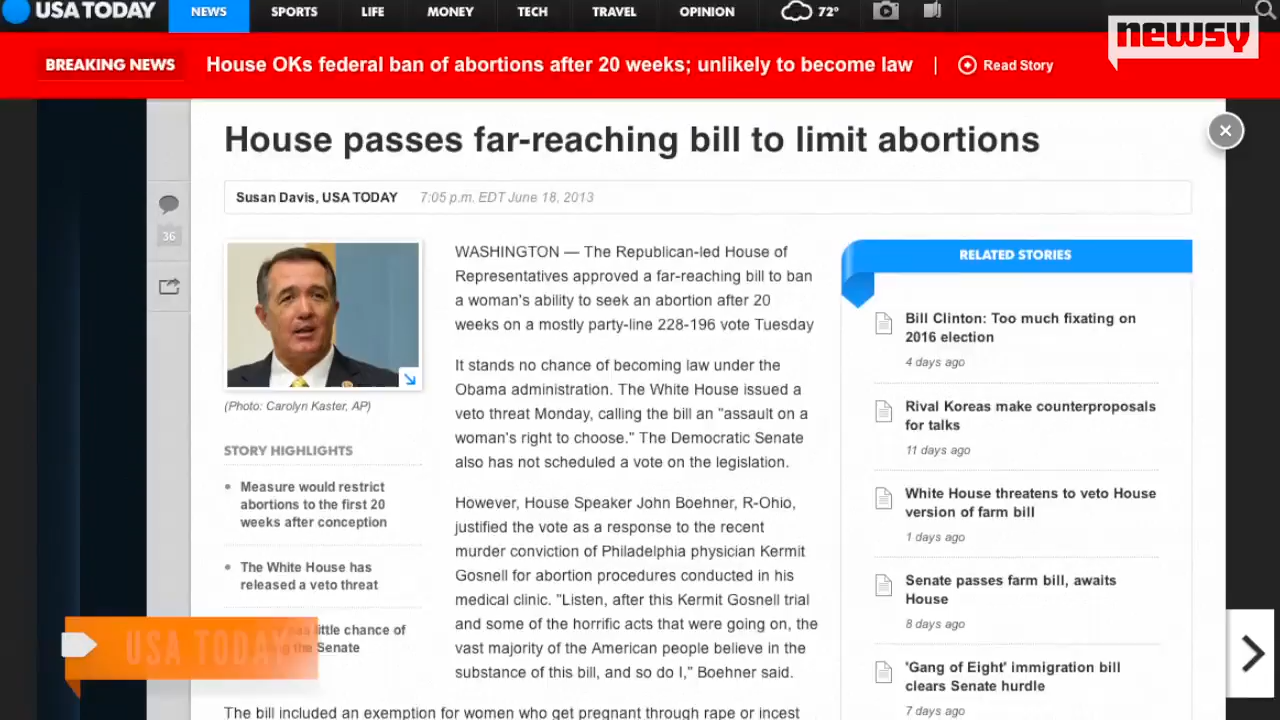 USA TODAY NEWS SPORTS LIFE MONEY TECH TRAVEL OPINION 72°
newsy
BREAKING NEWS House OKs federal ban of abortions after 20 weeks; unlikely to become law | Read Story
House passes far-reaching bill to limit abortions
Susan Davis, USA TODAY 7:05 p.m. EDT June 18, 2013
36
(Photo: Carolyn Kaster, AP)
STORY HIGHLIGHTS
Measure would restrict
abortions to the first 20
weeks after conception
The White House has
released a veto threat
little chance of
the Senate
USA TODAY
WASHINGTON — The Republican-led House of
Representatives approved a far-reaching bill to ban
a woman's ability to seek an abortion after 20
weeks on a mostly party-line 228-196 vote Tuesday
It stands no chance of becoming law under the
Obama administration. The White House issued a
veto threat Monday, calling the bill an "assault on a
woman's right to choose." The Democratic Senate
also has not scheduled a vote on the legislation.
However, House Speaker John Boehner, R-Ohio,
justified the vote as a response to the recent
murder conviction of Philadelphia physician Kermit
Gosnell for abortion procedures conducted in his
medical clinic. "Listen, after this Kermit Gosnell trial
and some of the horrific acts that were going on, the
vast majority of the American people believe in the
substance of this bill, and so do I," Boehner said.
The bill included an exemption for women who get pregnant through rape or incest
RELATED STORIES
Bill Clinton: Too much fixating on
2016 election
4 days ago
Rival Koreas make counterproposals
for talks
11 days ago
White House threatens to veto House
version of farm bill
1 days ago
Senate passes farm bill, awaits
House
8 days ago
'Gang of Eight' immigration bill
clears Senate hurdle
7 days ago